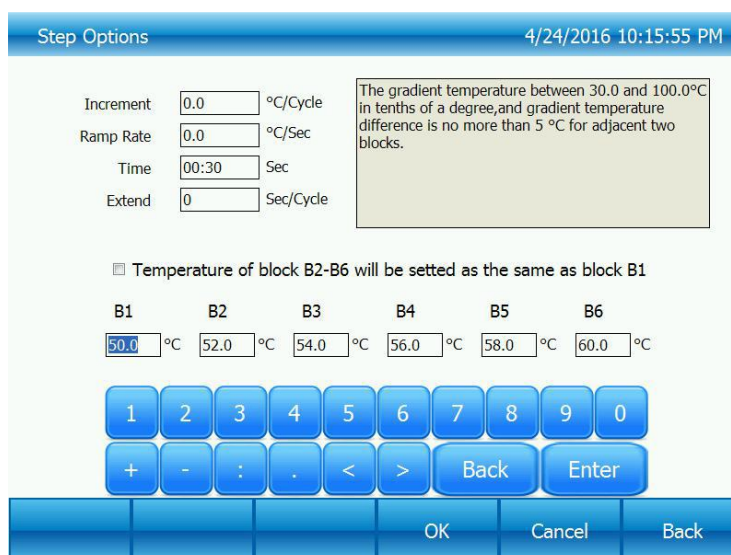 Step Options 4/24/2016 10:15:55 PM
Increment 0.0 °C/Cycle
Ramp Rate 0.0 °C/Sec
Time 00:30 Sec
Extend 0 Sec/Cycle
The gradient temperature between 30.0 and 100.0°C
in tenths of a degree,and gradient temperature
difference is no more than 5 °C for adjacent two
blocks.
Temperature of block B2-B6 will be setted as the same as block B1
B1 B2 B3 B4 B5 B6
50.0 °C 52.0 °C 54.0 °C 56.0 °C 58.0 °C 60.0 °C
1 2 3 4 5 6 7 8 9 0
+ - : . < > Back Enter
OK Cancel Back